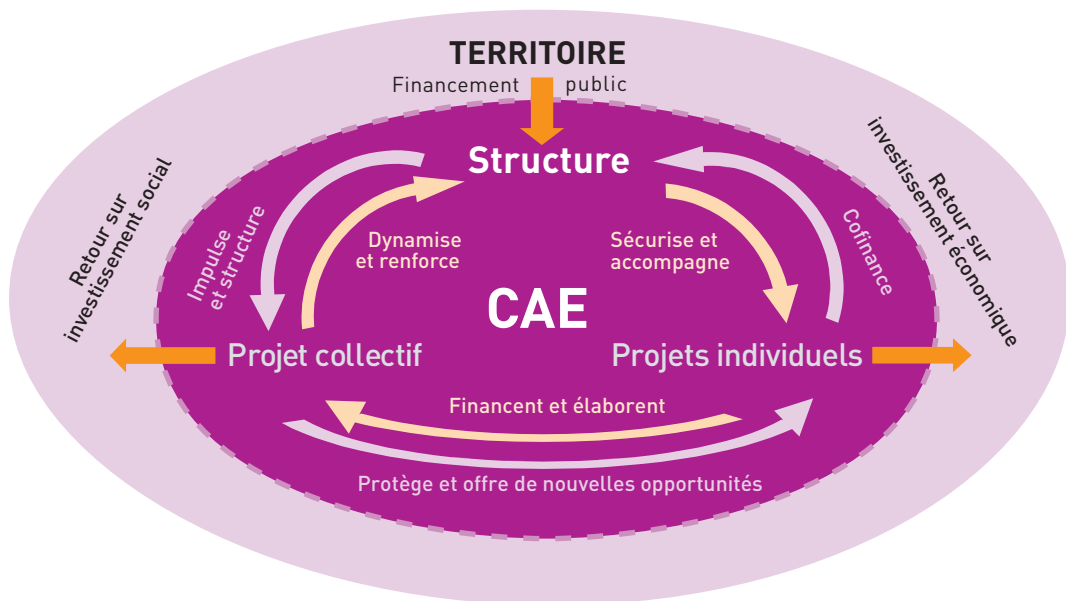 TERRITOIRE
Financement public
Structure
Retour sur
investissement social
Impulse
et structure
Dynamise
et renforce
Sécurise et
accompagne
Cofinance
Retour sur
investissement économique
CAE
Projet collectif
Projets individuels
Financent et élaborent
Protège et offre de nouvelles opportunités